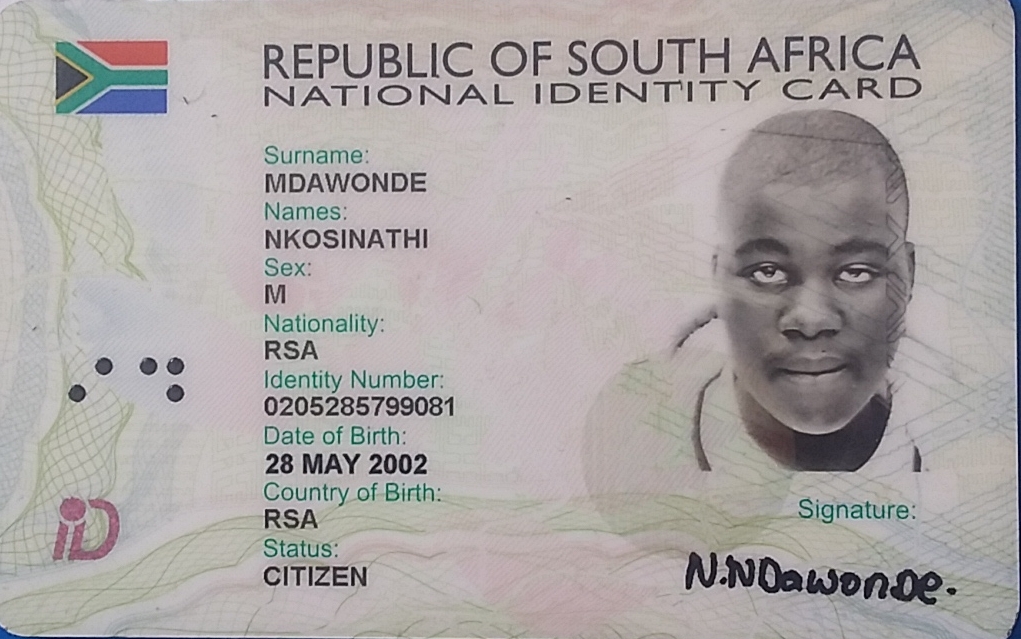 REPUBLIC OF SOUTH AFRICA
NATIONAL IDENTITY CARD
Surname:
MDAWONDE
Names:
NKOSINATHI
Sex:
M
Nationality:
RSA
Identity Number:
0205285799081
Date of Birth:
28 MAY 2002
Country of Birth:
RSA
Status:
CITIZEN
iD
Signature:
N.NDawonDe.